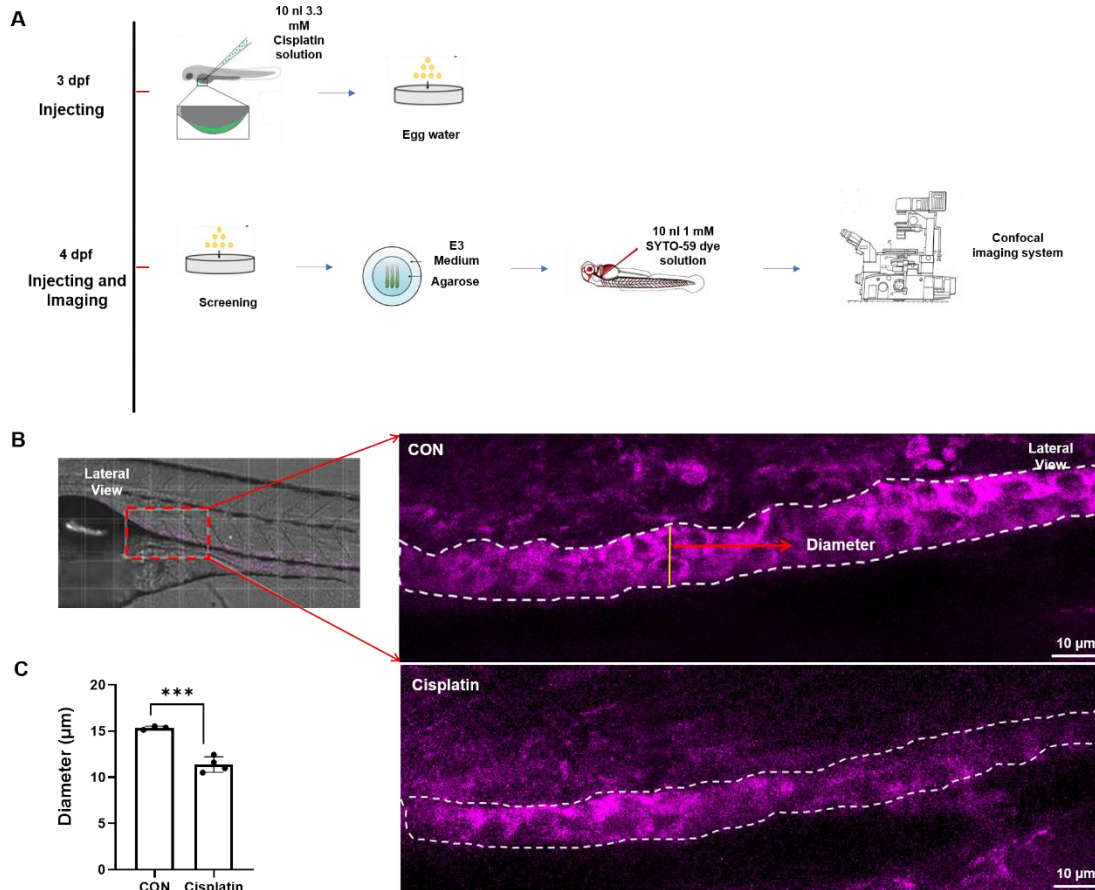 A
3 dpf
Injecting
10 nl 3.3
mM
Cisplatin
solution
Egg water
4 dpf
Injecting and
Imaging
Screening
E3
Medium
Agarose
10 nl 1 mM
SYTO-59 dye
solution
Confocal
imaging system
B
Lateral
View
CON
Lateral
View
Diameter
10 µm
C
Diameter (µm)
20
15
10
5
0
***
CON
Cisplatin
Cisplatin
10 µm